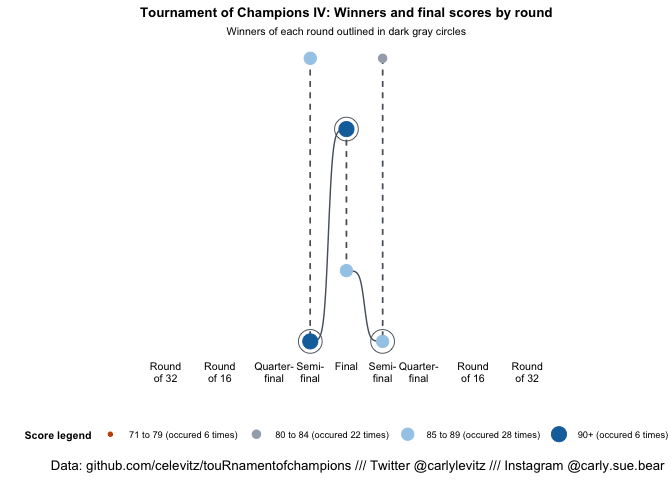 Tournament of Champions IV: Winners and final scores by round
Winners of each round outlined in dark gray circles
Round of 32
Round of 16
Quarter-final
Semi-final
Final
Semi-final
Quarter-final
Round of 16
Round of 32
Score legend 71 to 79 (occured 6 times) 80 to 84 (occured 22 times) 85 to 89 (occured 28 times) 90+ (occured 6 times)
Data: github.com/celevitz/touRnamentofchampions /// Twitter @carlylevitz /// Instagram @carly.sue.bear